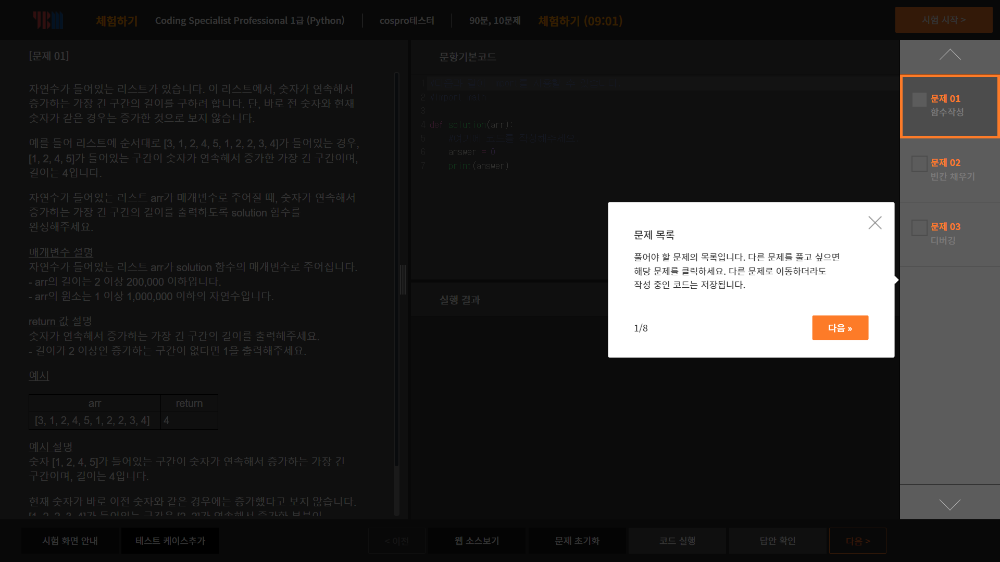 YBM
체험하기
Coding Specialist Professional 1급 (Python)
cospro테스터
90분, 10문제
체험하기 (09:01)
시험 시작 >
[문제 01]
자연수가 들어있는 리스트가 있습니다. 이 리스트에서, 숫자가 연속해서
증가하는 가장 긴 구간의 길이를 구하려 합니다. 단, 바로 전 숫자와 현재
숫자가 같은 경우는 증가한 것으로 보지 않습니다.
예를 들어 리스트에 순서대로 [3, 1, 2, 4, 5, 1, 2, 2, 3, 4]가 들어있는 경우,
[1, 2, 4, 5]가 들어있는 구간이 숫자가 연속해서 증가한 가장 긴 구간이며,
길이는 4입니다.
자연수가 들어있는 리스트 arr가 매개변수로 주어질 때, 숫자가 연속해서
증가하는 가장 긴 구간의 길이를 출력하도록 solution 함수를
완성해주세요.
매개변수 설명
자연수가 들어있는 리스트 arr가 solution 함수의 매개변수로 주어집니다.
- arr의 길이는 2 이상 200,000 이하입니다.
- arr의 원소는 1 이상 1,000,000 이하의 자연수입니다.
return 값 설명
숫자가 연속해서 증가하는 가장 긴 구간의 길이를 출력해주세요.
- 길이가 2 이상인 증가하는 구간이 없다면 1을 출력해주세요.
예시
arr return
[3, 1, 2, 4, 5, 1, 2, 2, 3, 4] 4
예시 설명
숫자 [1, 2, 4, 5]가 들어있는 구간이 숫자가 연속해서 증가하는 가장 긴
구간이며, 길이는 4입니다.
현재 숫자가 바로 이전 숫자와 같은 경우에는 증가했다고 보지 않습니다.
[1, 2, 2, 3, 4]가 들어있는 구간은 [2, 2]가 연속해서 증가한 부분이
문항기본코드
1
2 #import math
3
4 def solution(arr):
5 #여기에 코드를 작성해주세요.
6 answer = 0
7 print(answer)
실행 결과
문제 목록
풀어야 할 문제의 목록입니다. 다른 문제를 풀고 싶으면
해당 문제를 클릭하세요. 다른 문제로 이동하더라도
작성 중인 코드는 저장됩니다.
1/8
다음 »
문제 01
함수작성
문제 02
빈칸 채우기
문제 03
디버깅
시험 화면 안내
테스트 케이스추가
< 이전
웹 소스보기
문제 초기화
코드 실행
답안 확인
다음 >